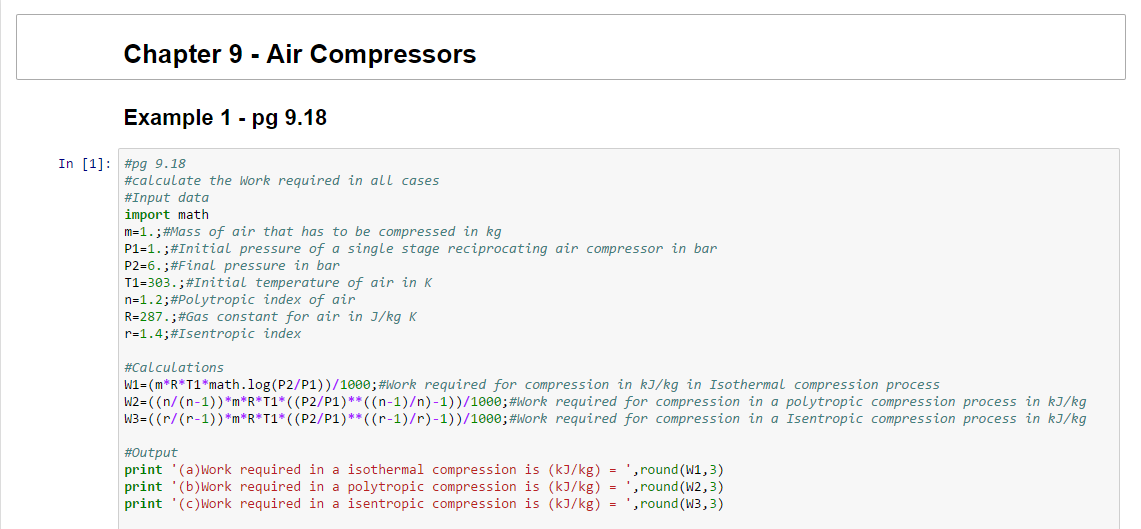 Chapter 9 - Air Compressors
Example 1 - pg 9.18
In [1]: #pg 9.18
#calculate the Work required in all cases
#Input data
import math
m=1.;#Mass of air that has to be compressed in kg
P1=1.;#Initial pressure of a single stage reciprocating air compressor in bar
P2=6.;#Final pressure in bar
T1=303.;#Initial temperature of air in K
n=1.2;#Polytropic index of air
R=287.;#Gas constant for air in J/kg K
r=1.4;#Isentropic index
#Calculations
W1=(m*R*T1*math.log(P2/P1))/1000;#Work required for compression in kJ/kg in Isothermal compression process
W2=((n/(n-1))*m*R*T1*((P2/P1)**((n-1)/n)-1))/1000;#Work required for compression in a polytropic compression process in kJ/kg
W3=((r/(r-1))*m*R*T1*((P2/P1)**((r-1)/r)-1))/1000;#Work required for compression in a Isentropic compression process in kJ/kg
#Output
print '(a)Work required in a isothermal compression is (kJ/kg) = ',round(W1,3)
print '(b)Work required in a polytropic compression is (kJ/kg) = ',round(W2,3)
print '(c)Work required in a isentropic compression is (kJ/kg) = ',round(W3,3)